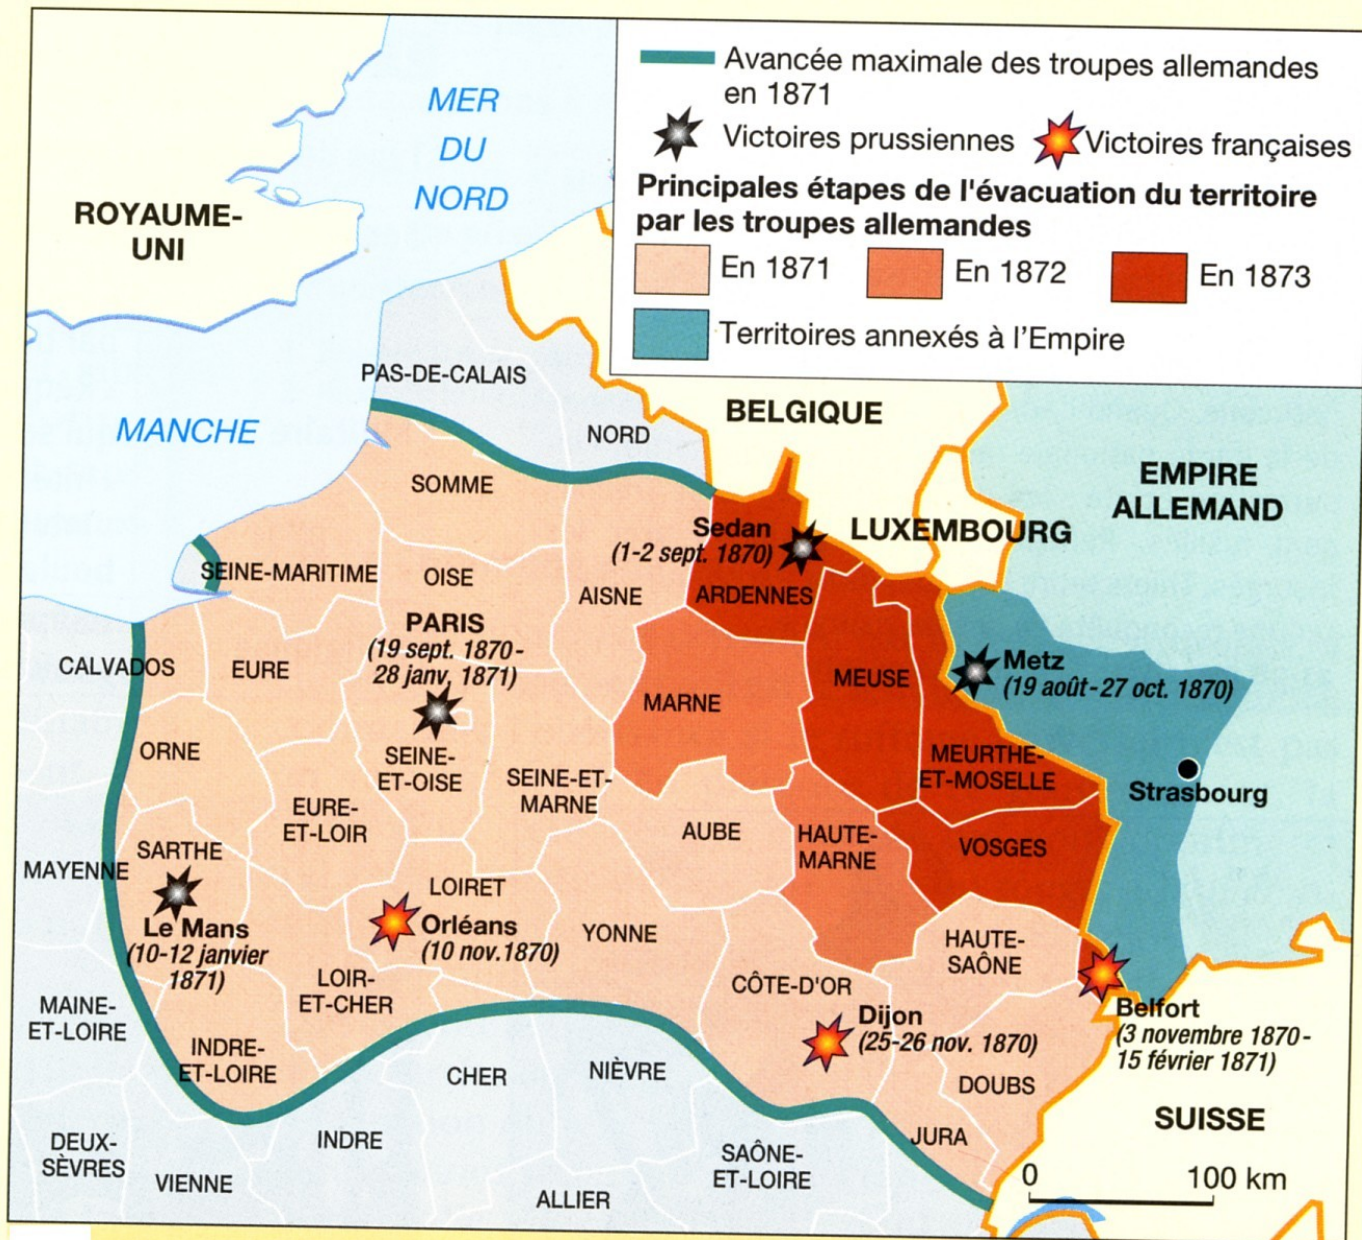 Avancée maximale des troupes allemandes
en 1871
Victoires prussiennes
Victoires françaises
Principales étapes de l'évacuation du territoire
par les troupes allemandes
En 1871
En 1872
En 1873
Territoires annexés à l'Empire
MER
DU
NORD
ROYAUME-
UNI
MANCHE
PAS-DE-CALAIS
NORD
BELGIQUE
EMPIRE
ALLEMAND
LUXEMBOURG
SOMME
Sedan
(1-2 sept. 1870)
SEINE-MARITIME
OISE
AISNE
ARDENNES
PARIS
(19 sept. 1870-
28 janv. 1871)
CALVADOS
EURE
MEUSE
Metz
(19 août-27 oct. 1870)
MARNE
ORNE
SEINE-
ET-OISE
SEINE-ET-
MARNE
MEURTHE-
ET-MOSELLE
Strasbourg
EURE-
ET-LOIR
AUBE
HAUTE-
MARNE
VOSGES
MAYENNE
SARTHE
Le Mans
(10-12 janvier
1871)
LOIRET
Orléans
(10 nov.1870)
YONNE
HAUTE-
SAÔNE
LOIR-
ET-CHER
CÔTE-D'OR
Dijon
(25-26 nov. 1870)
Belfort
(3 novembre 1870-
15 février 1871)
MAINE-
ET-LOIRE
INDRE-
ET-LOIRE
CHER
NIÈVRE
DOUBS
SUISSE
DEUX-
SÈVRES
VIENNE
INDRE
ALLIER
SAÔNE-
ET-LOIRE
JURA
0
100 km